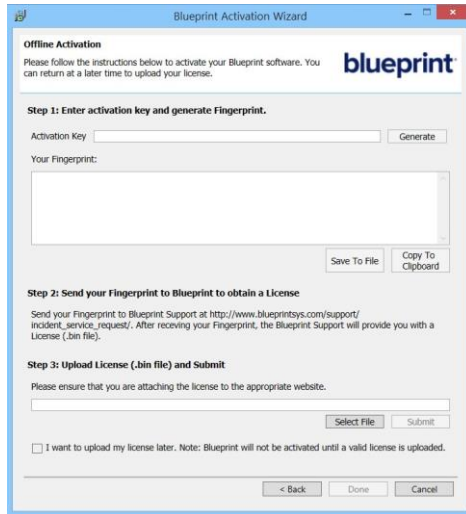 Blueprint Activation Wizard
Offline Activation
Please follow the instructions below to activate your Blueprint software. You
can return at a later time to upload your license.
blueprint
Step 1: Enter activation key and generate Fingerprint.
Activation Key
Generate
Your Fingerprint:
Save To File
Copy To
Clipboard
Step 2: Send your Fingerprint to Blueprint to obtain a License
Send your Fingerprint to Blueprint Support at http://www.blueprintsys.com/support/
incident_service_request/. After receving your Fingerprint, the Blueprint Support will provide you with a
License (.bin file).
Step 3: Upload License (.bin file) and Submit
Please ensure that you are attaching the license to the appropriate website.
Select File
Submit
I want to upload my license later. Note: Blueprint will not be activated until a valid license is uploaded.
< Back
Done
Cancel